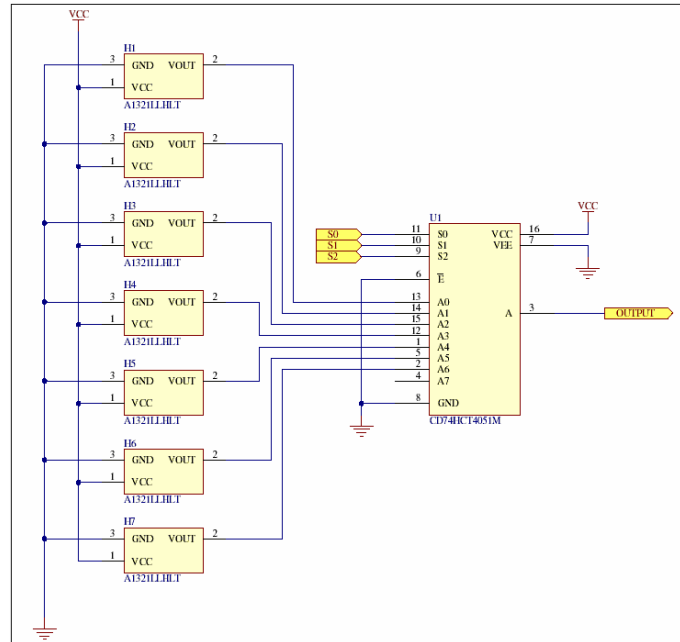 VCC
H1
3 GND VOUT 2
1 VCC
A1321LLHLT
H2
3 GND VOUT 2
1 VCC
A1321LLHLT
H3
3 GND VOUT 2
1 VCC
A1321LLHLT
H4
3 GND VOUT 2
1 VCC
A1321LLHLT
H5
3 GND VOUT 2
1 VCC
A1321LLHLT
H6
3 GND VOUT 2
1 VCC
A1321LLHLT
H7
3 GND VOUT 2
1 VCC
A1321LLHLT
U1
VCC
S0 11 S0 VCC 16
S1 10 S1 VEE 7
S2 9 S2
6 E
13 A0
14 A1 A 3 OUTPUT
15 A2
12 A3
1 A4
5 A5
2 A6
4 A7
8 GND
CD74HCT4051M